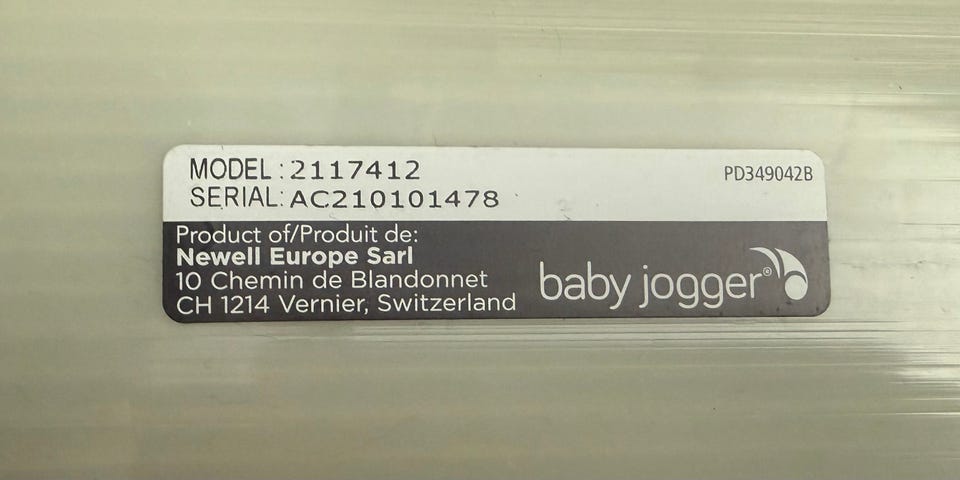 MODEL: 2117412
PD349042B
SERIAL: AC210101478
Product of/Produit de:
Newell Europe Sarl
10 Chemin de Blandonnet
CH 1214 Vernier, Switzerland
baby jogger®